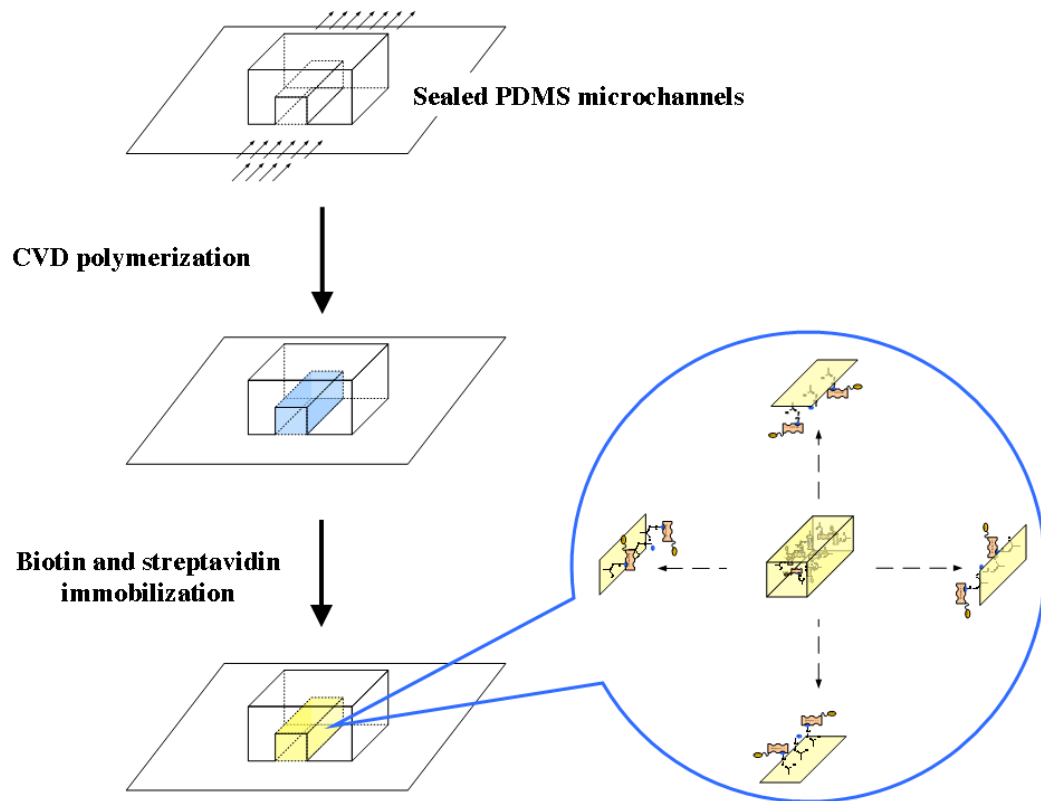 Sealed PDMS microchannels
CVD polymerization
Biotin and streptavidin
immobilization